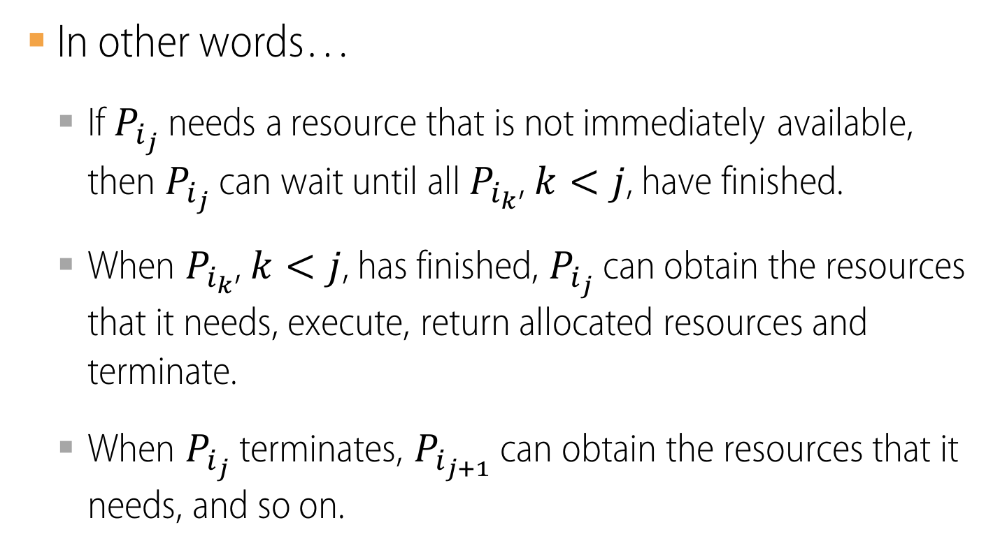 In other words…
If $P_{i_j}$ needs a resource that is not immediately available,
then $P_{i_j}$ can wait until all $P_{i_k}$, $k < j$, have finished.
When $P_{i_k}$, $k < j$, has finished, $P_{i_j}$ can obtain the resources
that it needs, execute, return allocated resources and
terminate.
When $P_{i_j}$ terminates, $P_{i_{j+1}}$ can obtain the resources that it
needs, and so on.